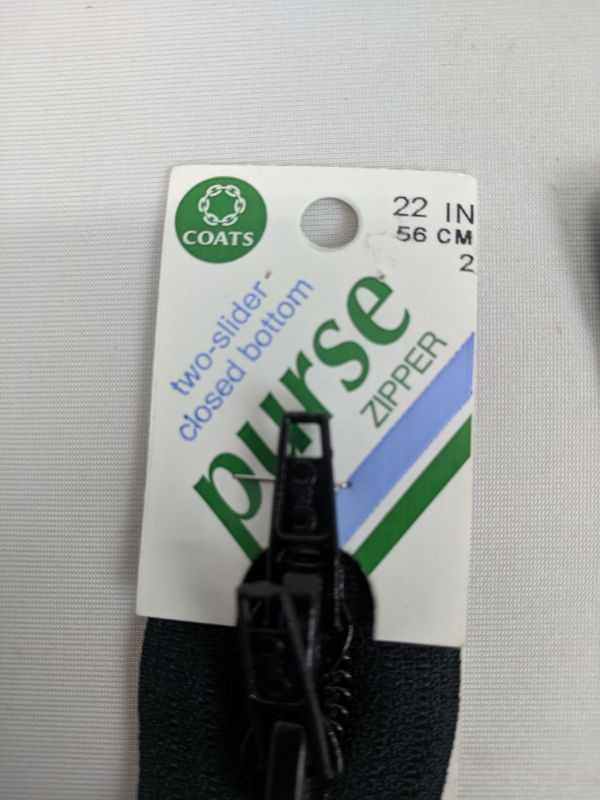 COATS
22 IN
56 CM
2
two-slider
closed bottom
purse
ZIPPER